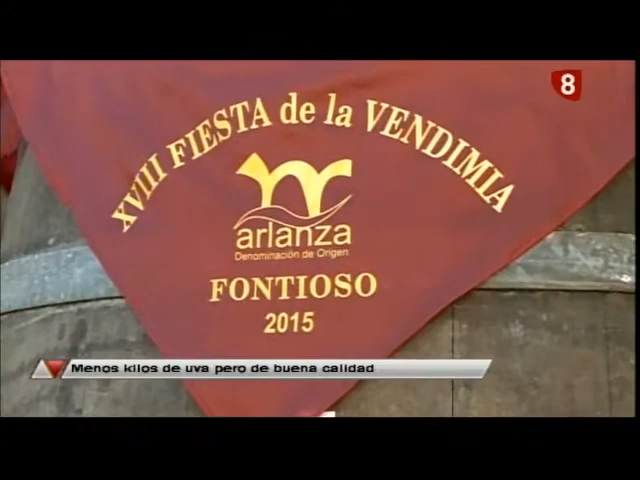 8
XVIII FIESTA de la VENDIMIA
arlanza
Denominación de Origen
FONTIOSO
2015
Menos kilos de uva pero de buena calidad